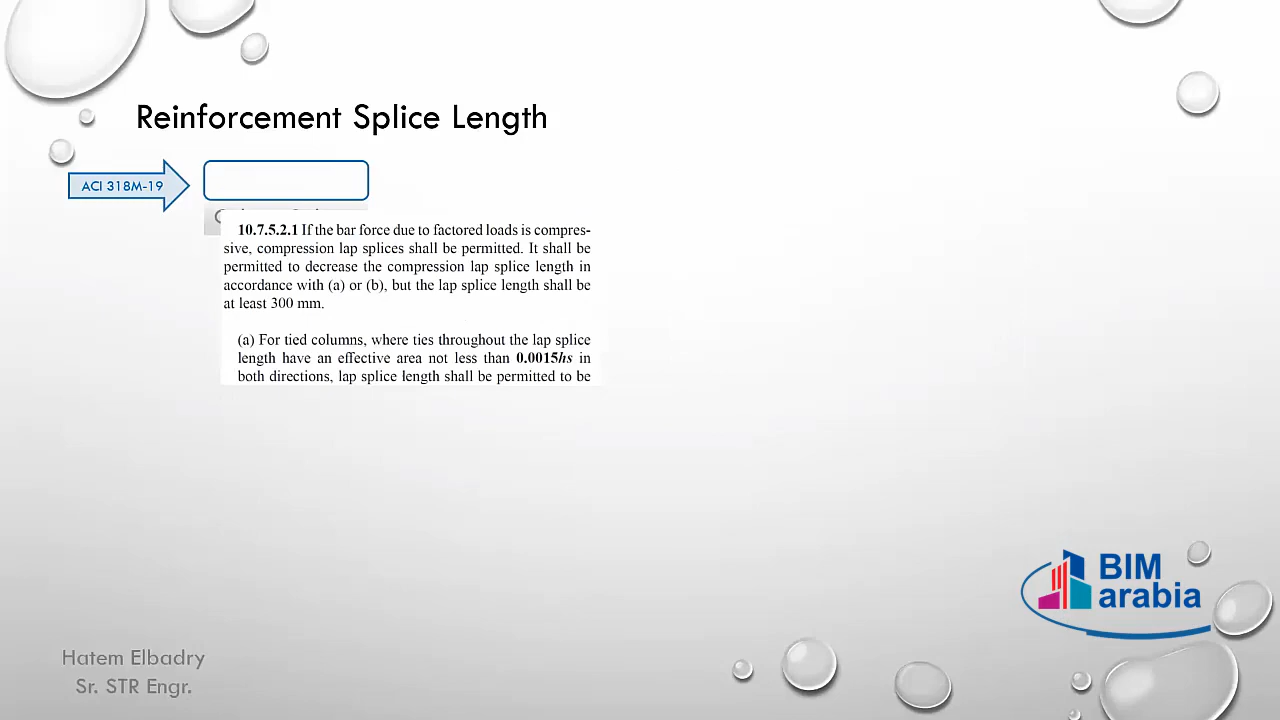 Reinforcement Splice Length
ACI 318M-19
10.7.5.2.1 If the bar force due to factored loads is compres-
sive, compression lap splices shall be permitted. It shall be
permitted to decrease the compression lap splice length in
accordance with (a) or (b), but the lap splice length shall be
at least 300 mm.
(a) For tied columns, where ties throughout the lap splice
length have an effective area not less than 0.0015hs in
both directions, lap splice length shall be permitted to be
BIM
arabia
Hatem Elbadry
Sr. STR Engr.